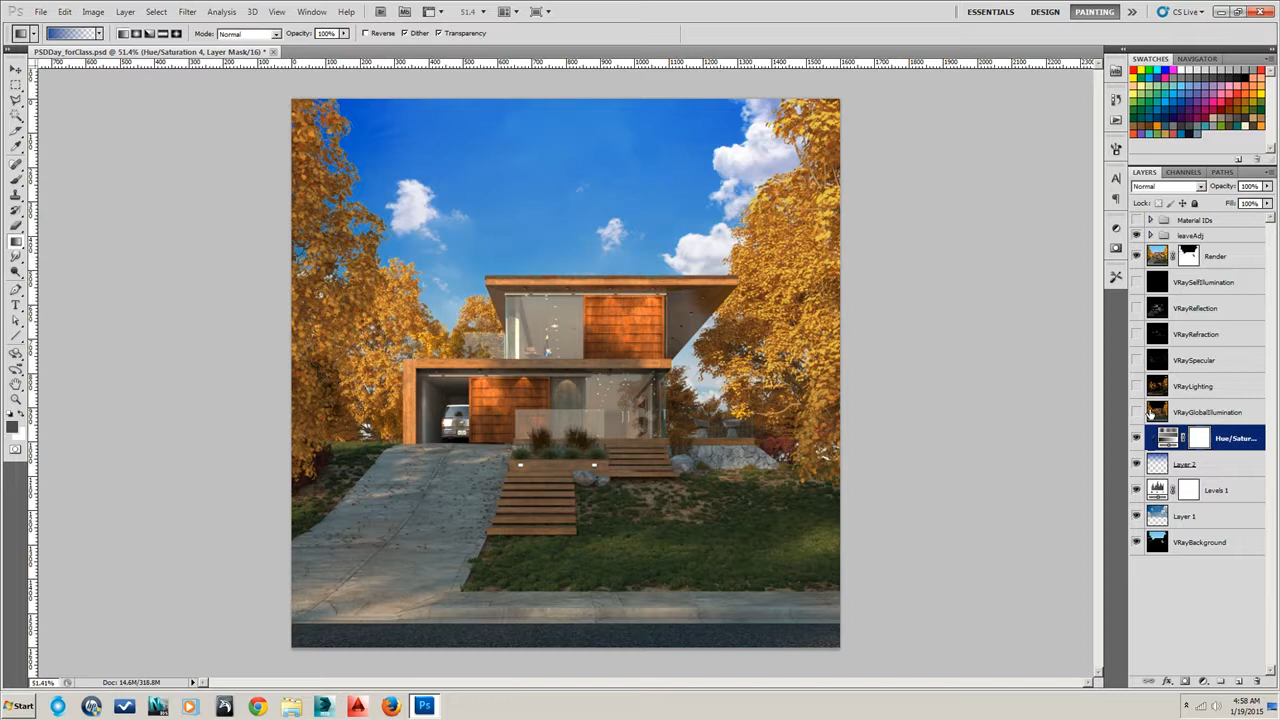 Ps File Edit Image Layer Select Filter Analysis 3D View Window Help Br Mb 51.4 ESSENTIALS DESIGN PAINTING CS Live
Mode: Normal Opacity: 100% Reverse Dither Transparency
PSDDay_forClass.psd @ 51.4% (Hue/Saturation 4, Layer Mask/16) *
SWATCHES NAVIGATOR
LAYERS CHANNELS PATHS
Normal Opacity: 100%
Lock: Fill: 100%
Material IDs
leaveAdj
Render
VRaySelfIllumination
VRayReflection
VRayRefraction
VRaySpecular
VRayLighting
VRayGlobalIllumination
Hue/Satur...
Layer 2
Levels 1
Layer 1
VRayBackground
51.41% Doc: 14.6M/318.8M
Start Ps 4:58 AM
1/19/2015